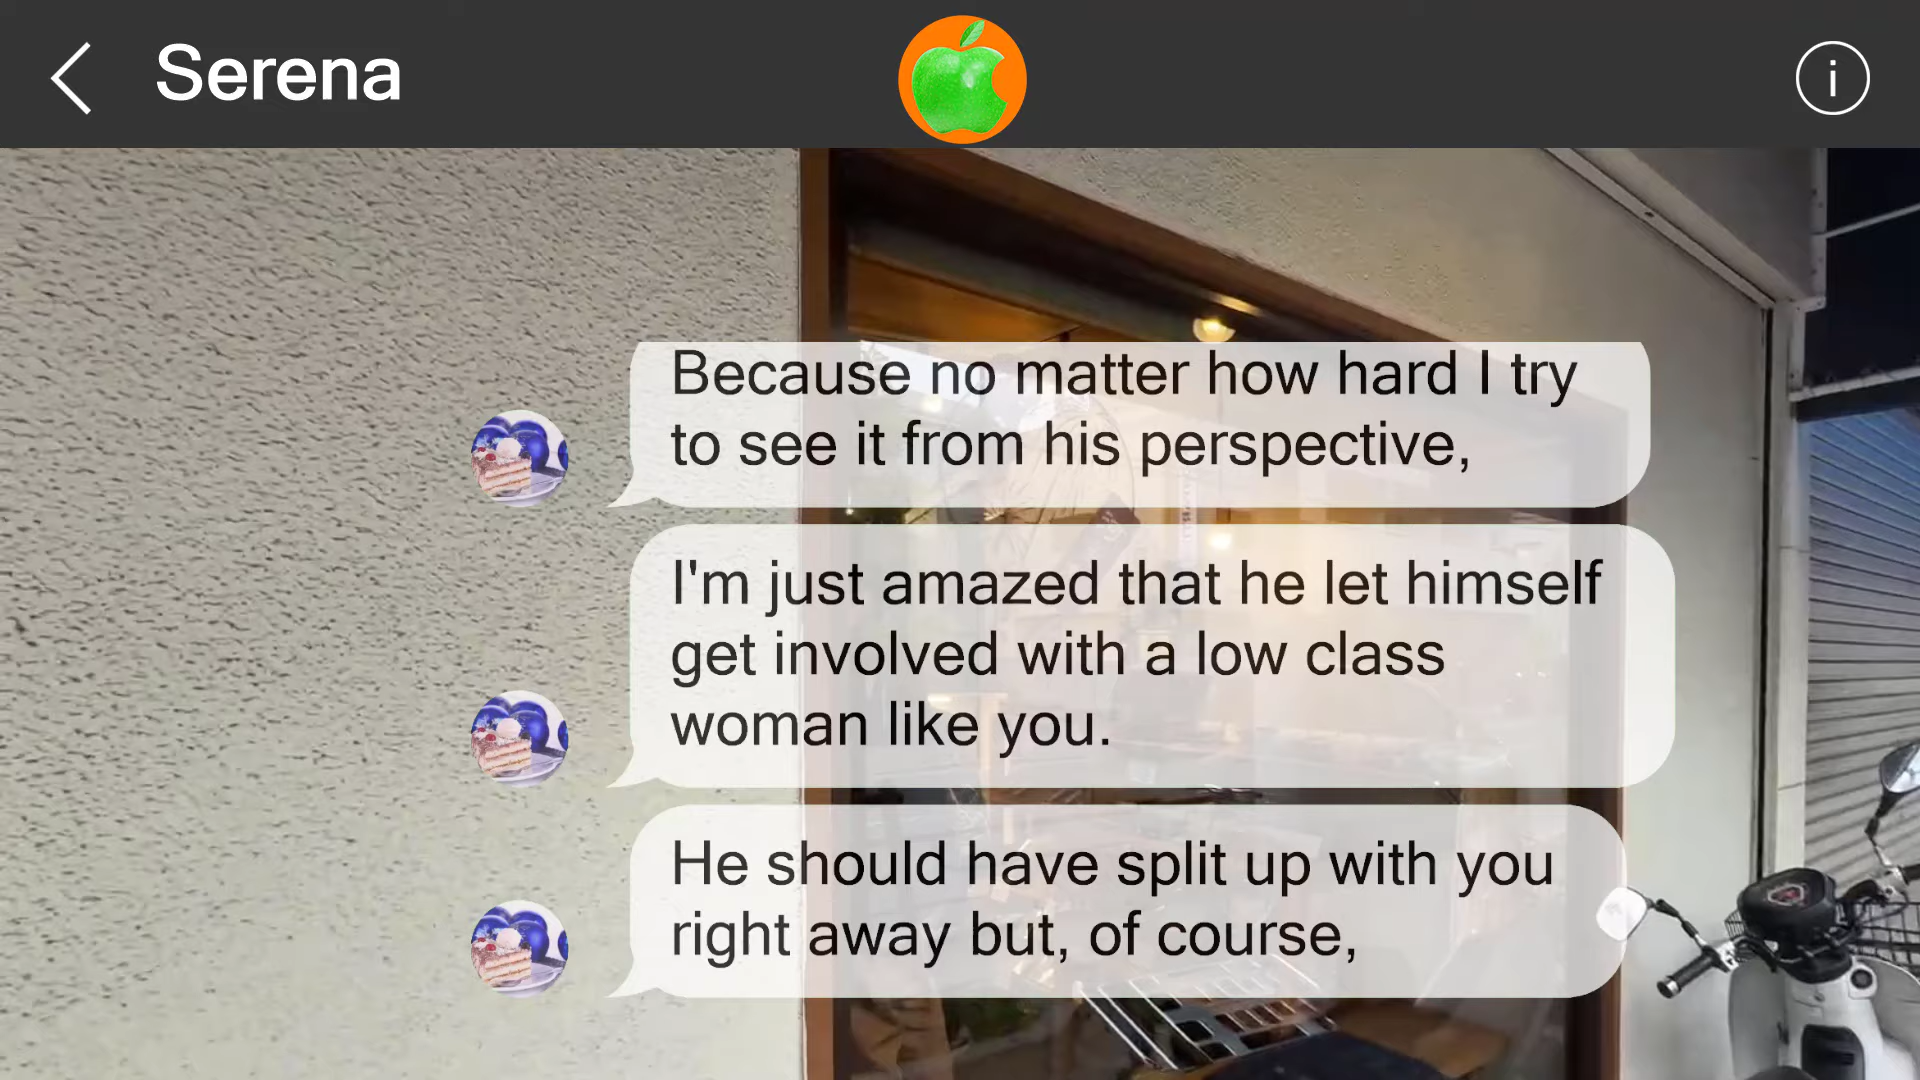 Serena
Because no matter how hard I try
to see it from his perspective,
I'm just amazed that he let himself
get involved with a low class
woman like you.
He should have split up with you
right away but, of course,